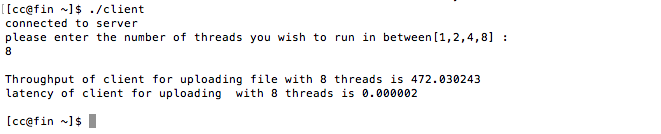 [[cc@fin ~]$ ./client
connected to server
please enter the number of threads you wish to run in between[1,2,4,8] :
8
Throughput of client for uploading file with 8 threads is 472.030243
latency of client for uploading  with 8 threads is 0.000002
[cc@fin ~]$